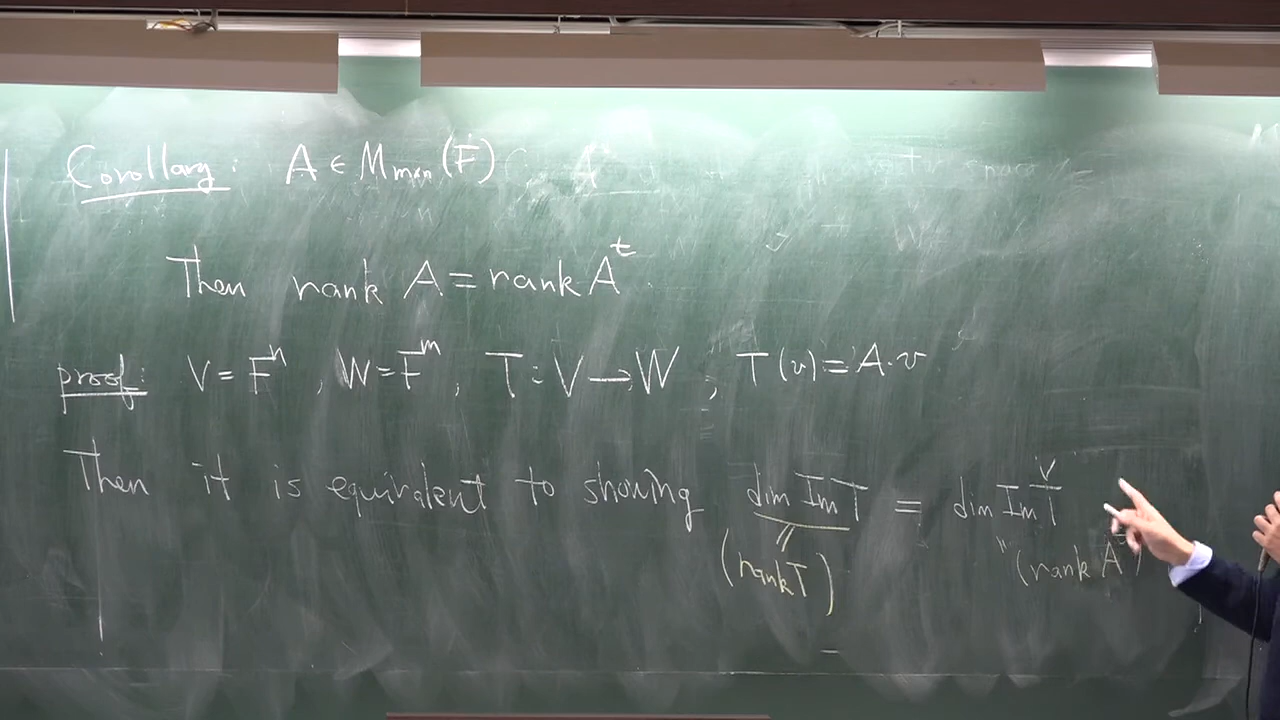 Corollary: A ∈ M_{m×n}(F)
Then rank A = rank A^t.
proof: V = F^n, W = F^m, T: V → W, T(v) = A·v
Then it is equivalent to showing dim Im T = dim Im T^∨
(rank T) (rank A^t)